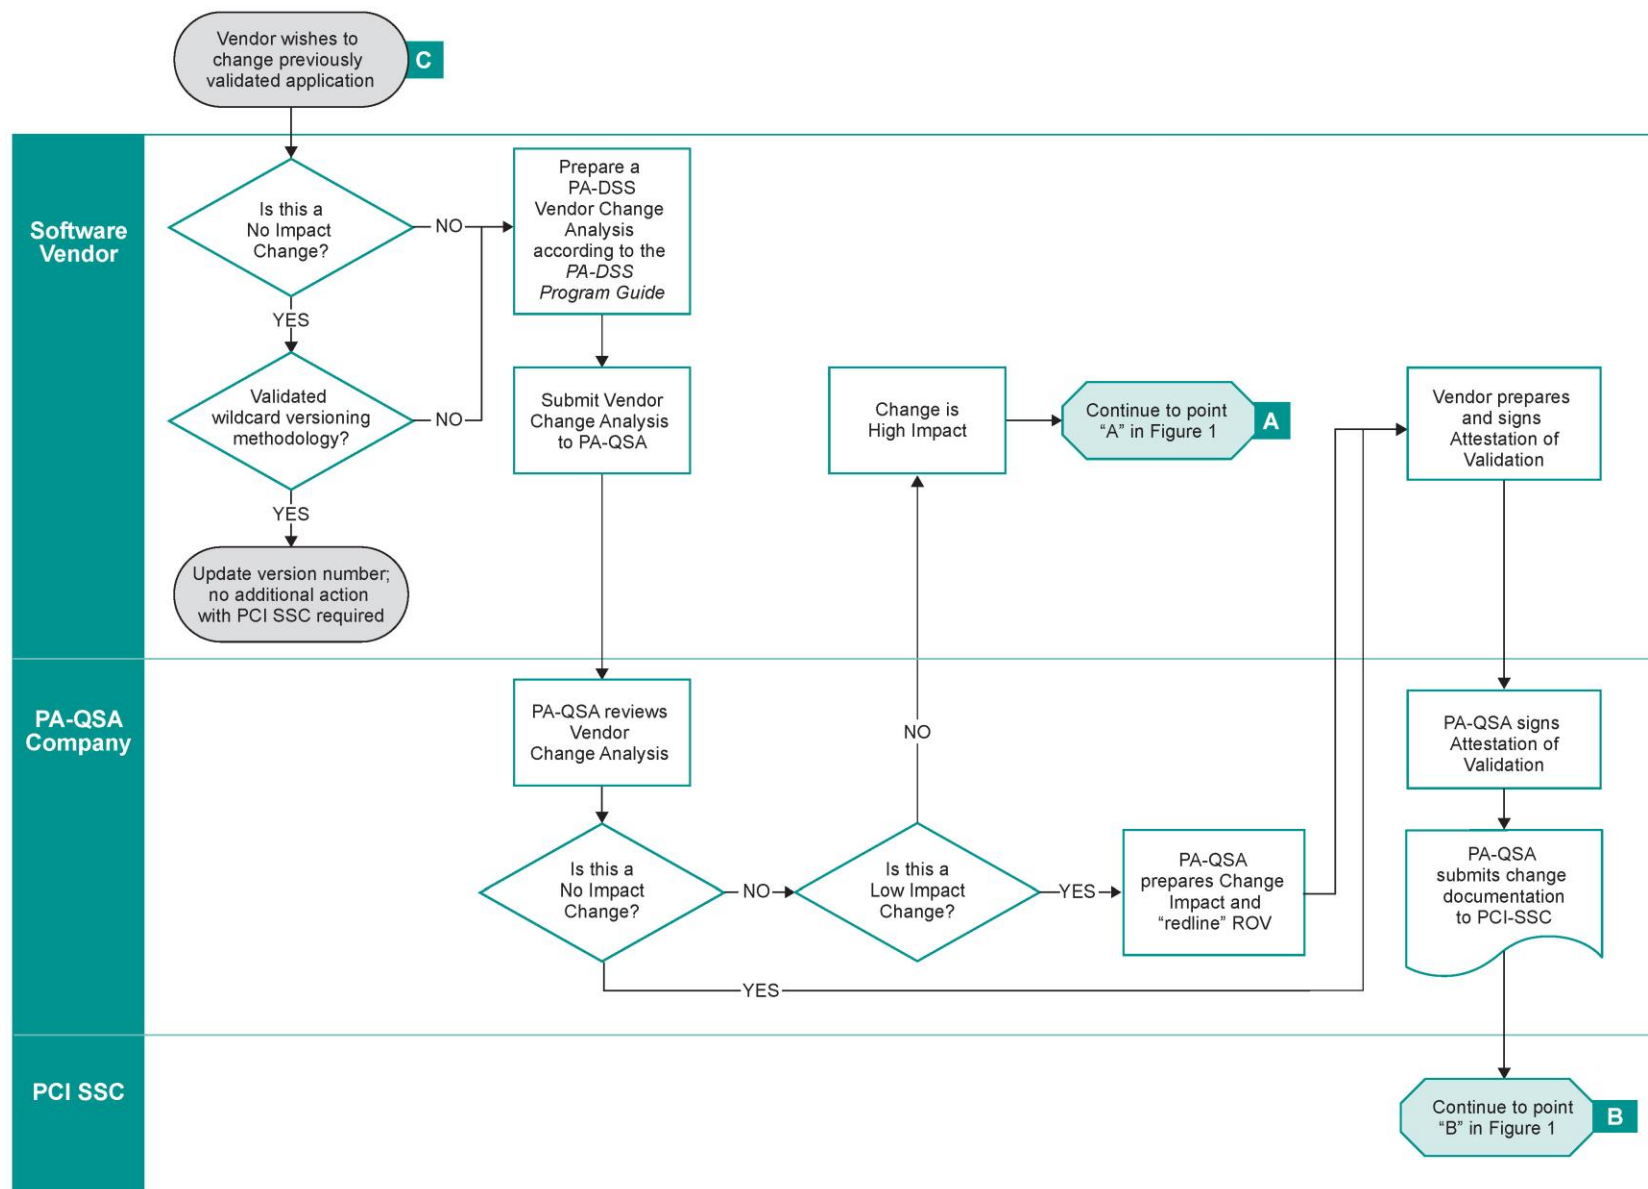 Vendor wishes to
change previously
validated application
C
Software
Vendor
Is this a
No Impact
Change?
NO
YES
Validated
wildcard versioning
methodology?
NO
YES
Update version number;
no additional action
with PCI SSC required
Prepare a
PA-DSS
Vendor Change
Analysis
according to the
PA-DSS
Program Guide
Submit Vendor
Change Analysis
to PA-QSA
Change is
High Impact
Continue to point
“A” in Figure 1
A
Vendor prepares
and signs
Attestation of
Validation
PA-QSA
Company
PA-QSA reviews
Vendor
Change Analysis
Is this a
No Impact
Change?
NO
YES
Is this a
Low Impact
Change?
NO
YES
PA-QSA
prepares Change
Impact and
“redline” ROV
PA-QSA signs
Attestation of
Validation
PA-QSA
submits change
documentation
to PCI-SSC
PCI SSC
Continue to point
“B” in Figure 1
B